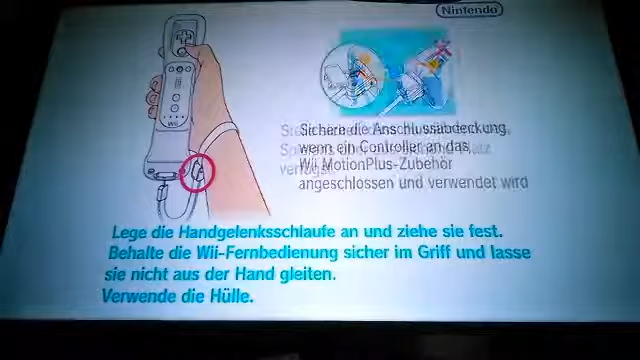 Nintendo
Wii
Sichere die Anschlussabdeckung,
wenn ein Controller an das
Wii MotionPlus-Zubehör
angeschlossen und verwendet wird
Lege die Handgelenksschlaufe an und ziehe sie fest.
Behalte die Wii-Fernbedienung sicher im Griff und lasse
sie nicht aus der Hand gleiten.
Verwende die Hülle.